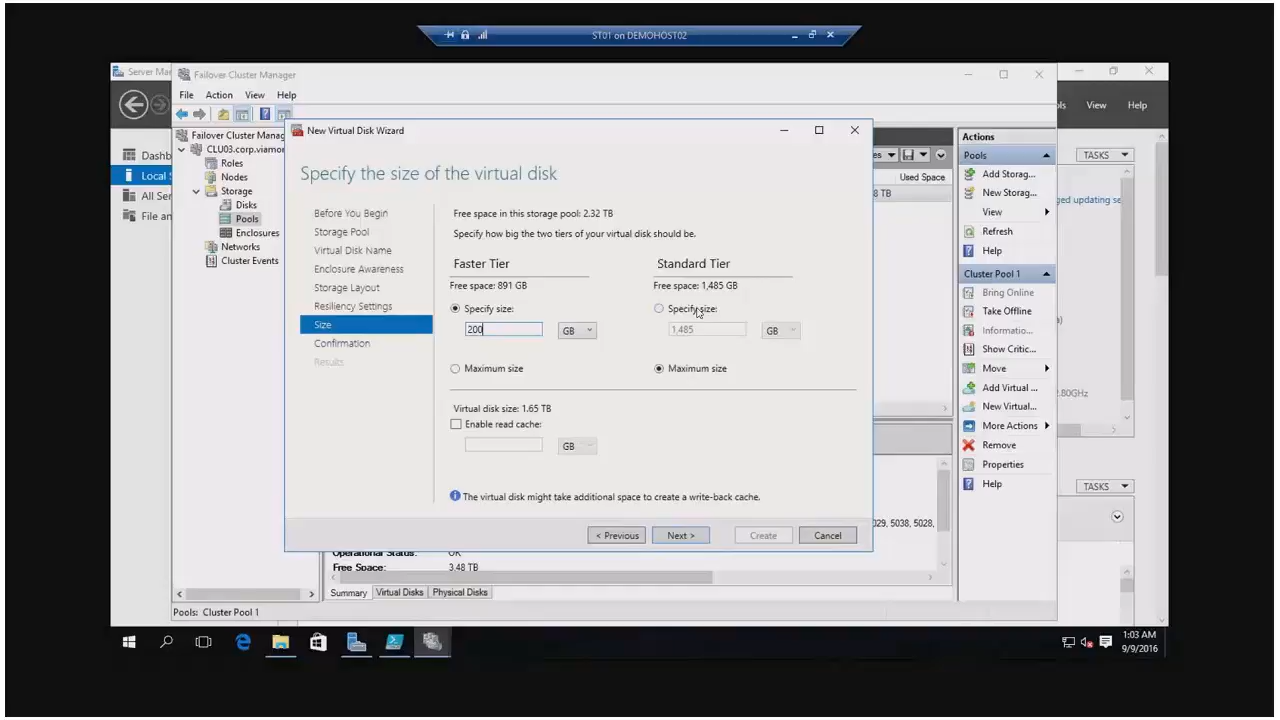 ST01 on DEMOHOST02
Server Ma
Failover Cluster Manager
File Action View Help
View Help
New Virtual Disk Wizard
Dashb
Local S
All Ser
File an
Failover Cluster Manag
CLU03.corp.viamon
Roles
Nodes
Storage
Disks
Pools
Enclosures
Networks
Cluster Events
Specify the size of the virtual disk
Before You Begin
Storage Pool
Virtual Disk Name
Enclosure Awareness
Storage Layout
Resiliency Settings
Size
Confirmation
Results
Free space in this storage pool: 2.32 TB
Specify how big the two tiers of your virtual disk should be.
Faster Tier
Free space: 891 GB
Specify size:
200 GB
Maximum size
Standard Tier
Free space: 1,485 GB
Specify size:
1,485 GB
Maximum size
Virtual disk size: 1.65 TB
Enable read cache:
GB
The virtual disk might take additional space to create a write-back cache.
< Previous Next > Create Cancel
Used Space
8 TB
029, 5038, 5028,
Operational Status: OK
Free Space: 3.48 TB
Summary Virtual Disks Physical Disks
Pools: Cluster Pool 1
Actions
Pools
Add Storag...
New Storag...
View
Refresh
Help
Cluster Pool 1
Bring Online
Take Offline
Informatio...
Show Critic...
Move
Add Virtual ...
New Virtual...
More Actions
Remove
Properties
Help
TASKS
ged updating se
.80GHz
TASKS
1:03 AM
9/9/2016